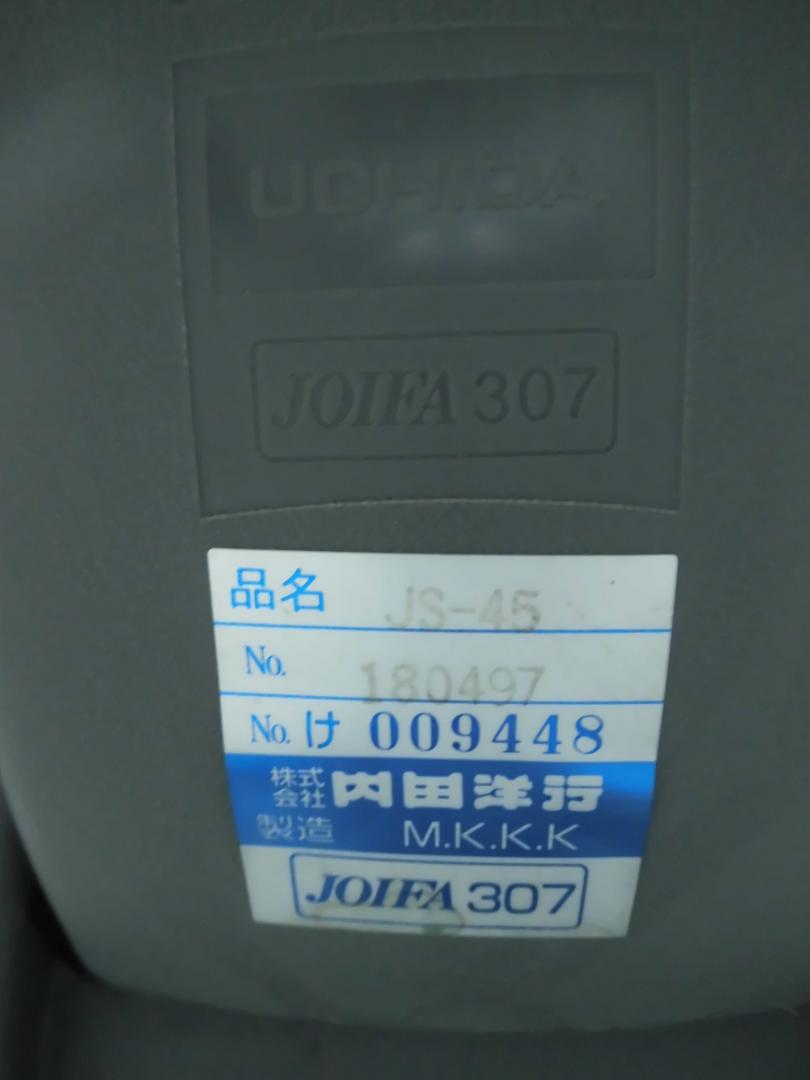 UCHIDA
JOIFA 307
品名 JS-45
No. 180497
No. け 009448
株式会社 内田洋行
製造 M.K.K.K
JOIFA 307